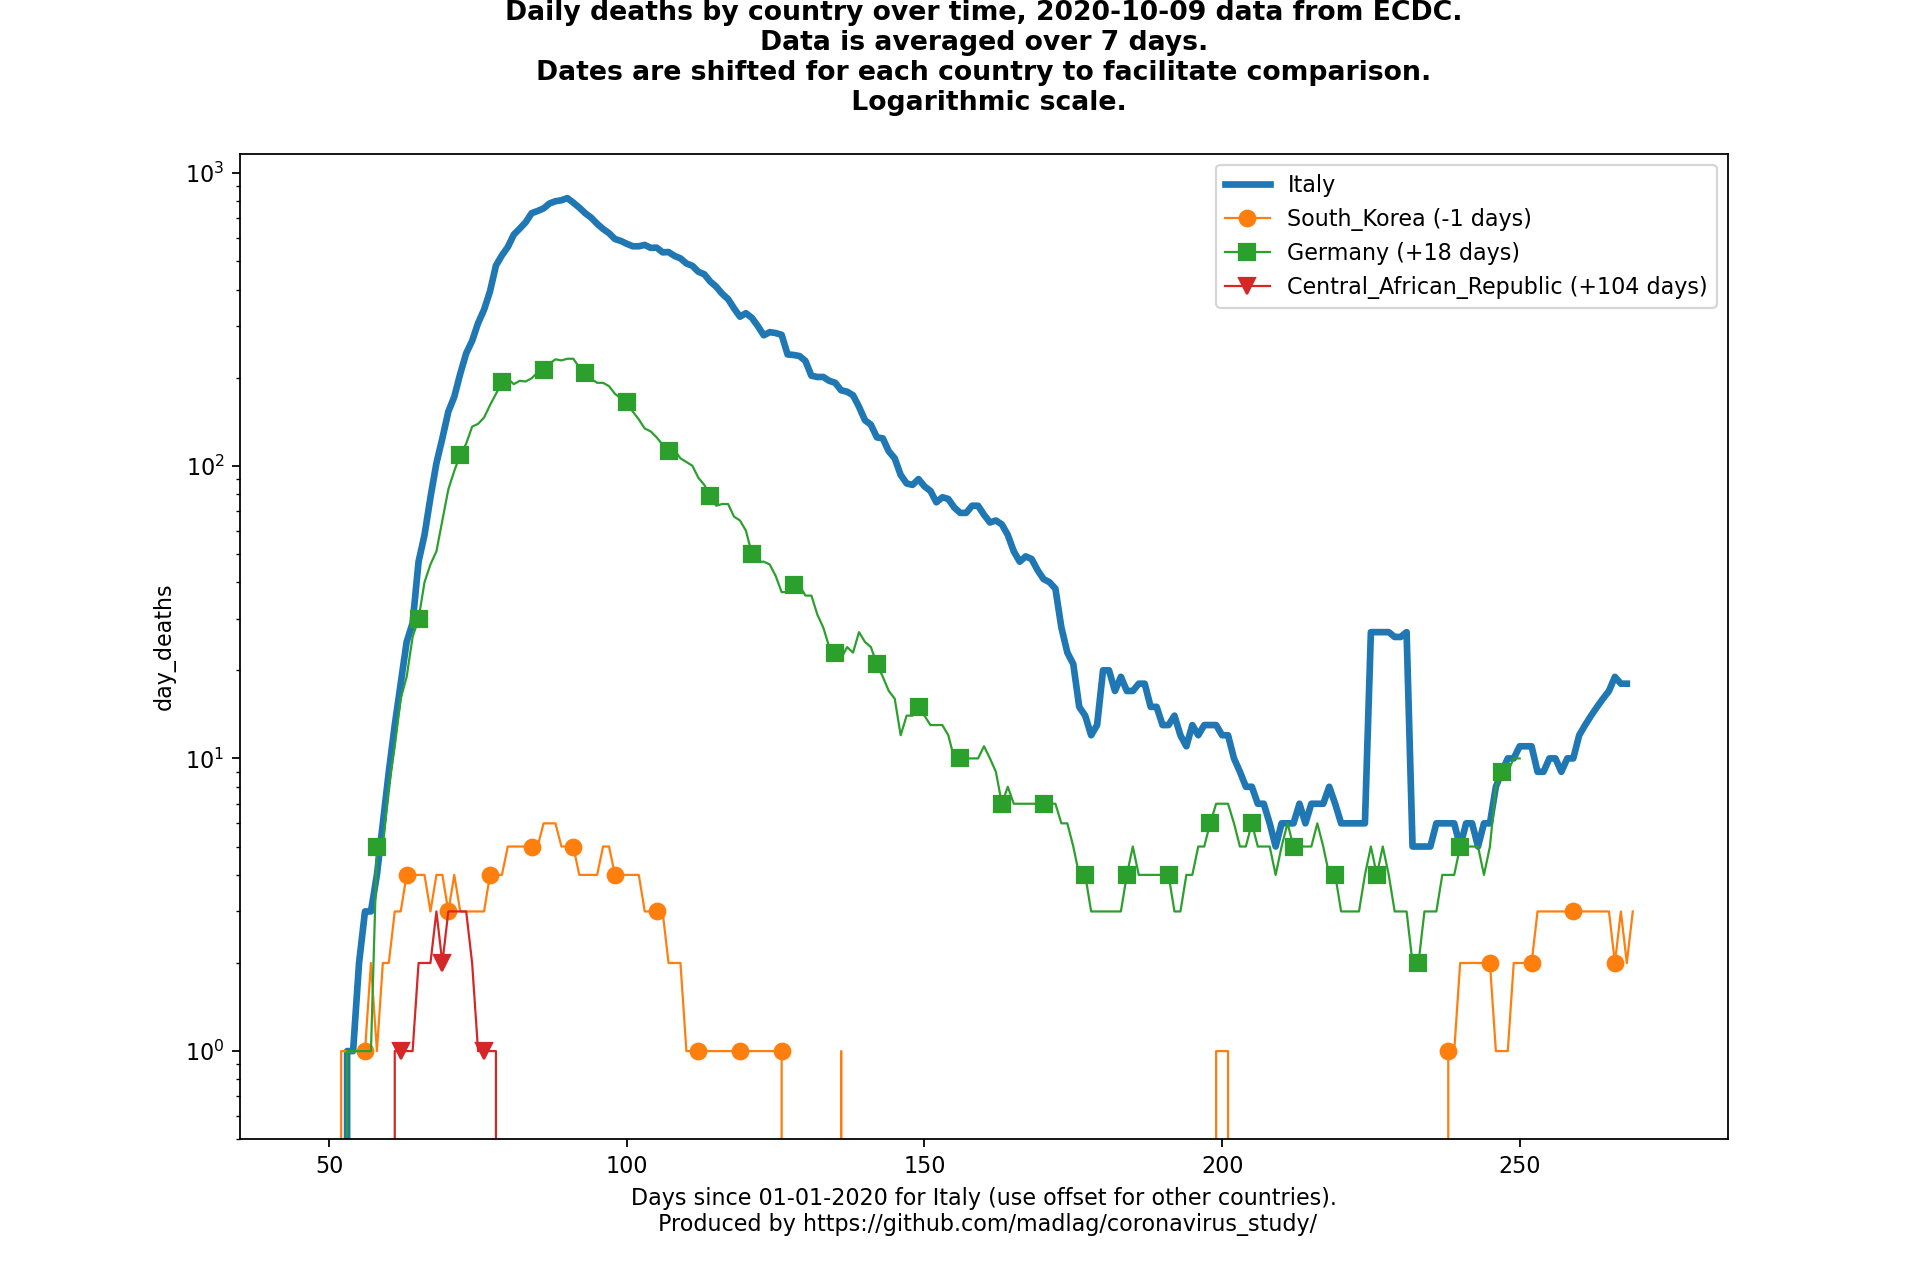 Daily deaths by country over time, 2020-10-09 data from ECDC.
Data is averaged over 7 days.
Dates are shifted for each country to facilitate comparison.
Logarithmic scale.
10³
10²
10¹
10⁰
day_deaths
Italy
South_Korea (-1 days)
Germany (+18 days)
Central_African_Republic (+104 days)
50 100 150 200 250
Days since 01-01-2020 for Italy (use offset for other countries).
Produced by https://github.com/madlag/coronavirus_study/